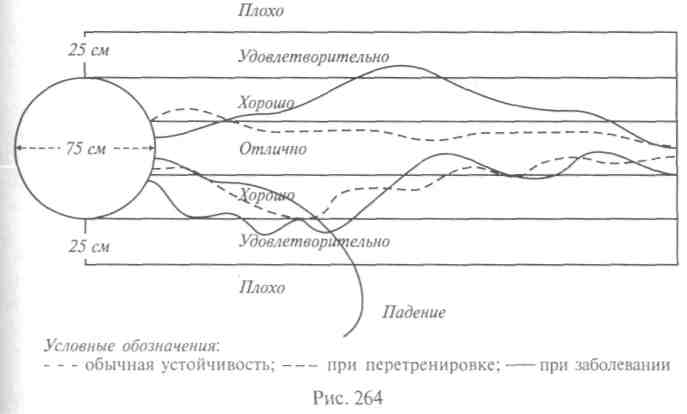 Плохо
25 см
Удовлетворительно
Хорошо
75 см
Отлично
Хорошо
25 см
Удовлетворительно
Плохо
Падение
Условные обозначения:
- - - обычная устойчивость; — — — при перетренировке; —— при заболевании
Рис. 264